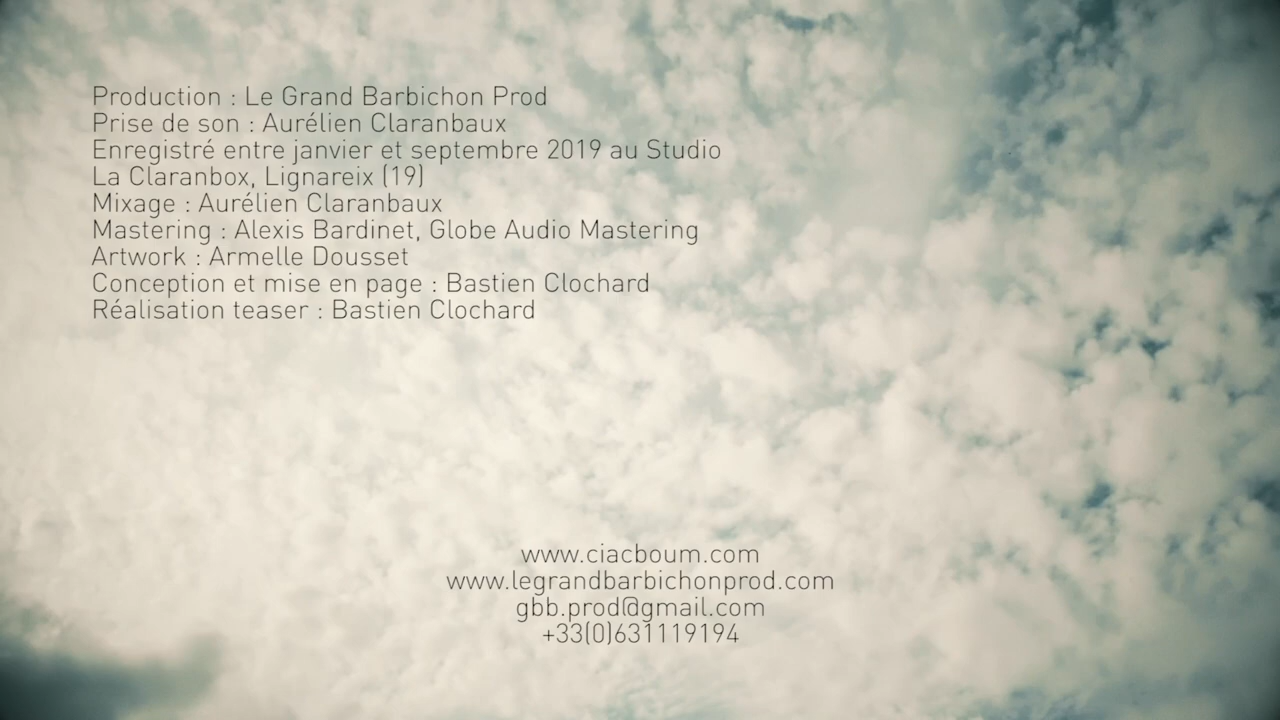 Production : Le Grand Barbichon Prod
Prise de son : Aurélien Claranbaux
Enregistré entre janvier et septembre 2019 au Studio
La Claranbox, Lignareix (19)
Mixage : Aurélien Claranbaux
Mastering : Alexis Bardinet, Globe Audio Mastering
Artwork : Armelle Dousset
Conception et mise en page : Bastien Clochard
Réalisation teaser : Bastien Clochard
www.ciacboum.com
www.legrandbarbichonprod.com
gbb.prod@gmail.com
+33(0)631119194